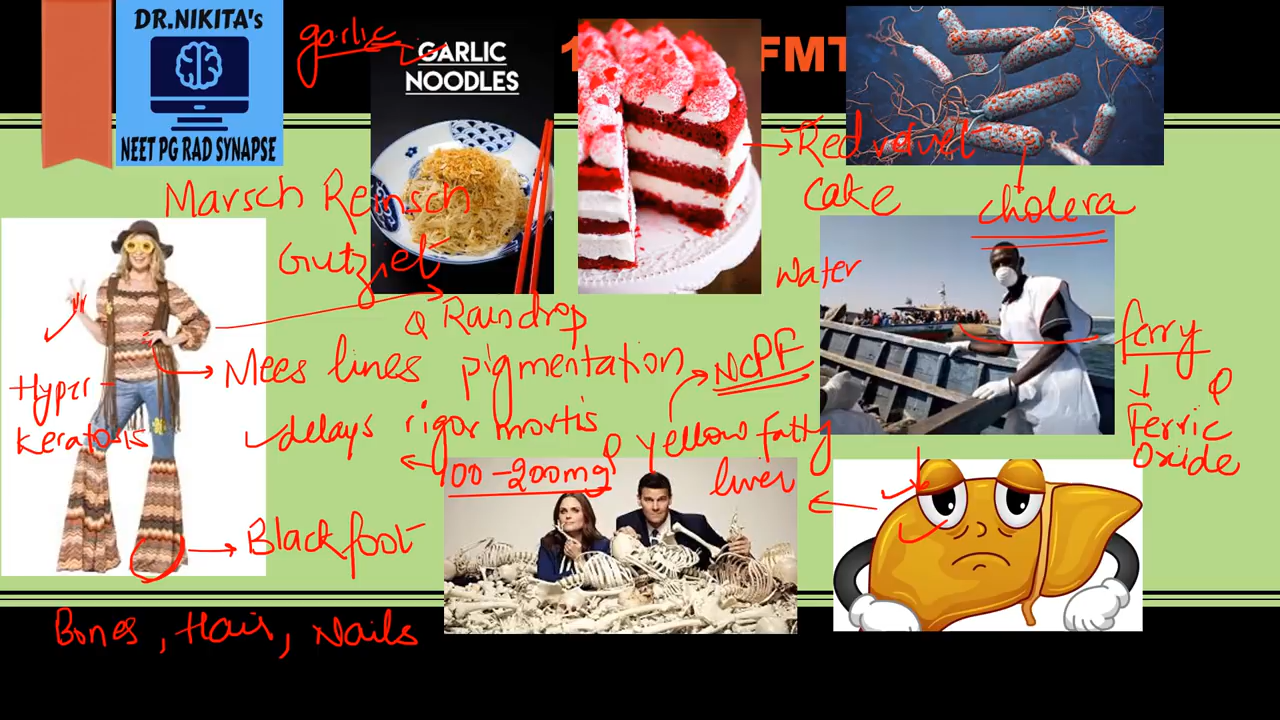 DR.NIKITA'S
NEET PG RAD SYNAPSE
garlic
GARLIC
NOODLES
1
FMT
Red velvet
cake
cholera
Marsch Reinsch
Gutziet
water
Q Raindrop
pigmentation
Mees lines
NCPF
ferry
Q
Ferric
Oxide
Hyper
keratosis
delays rigor mortis
100-200mg
Q yellow fatty
liver
Blackfoot
Bones, Hair, Nails